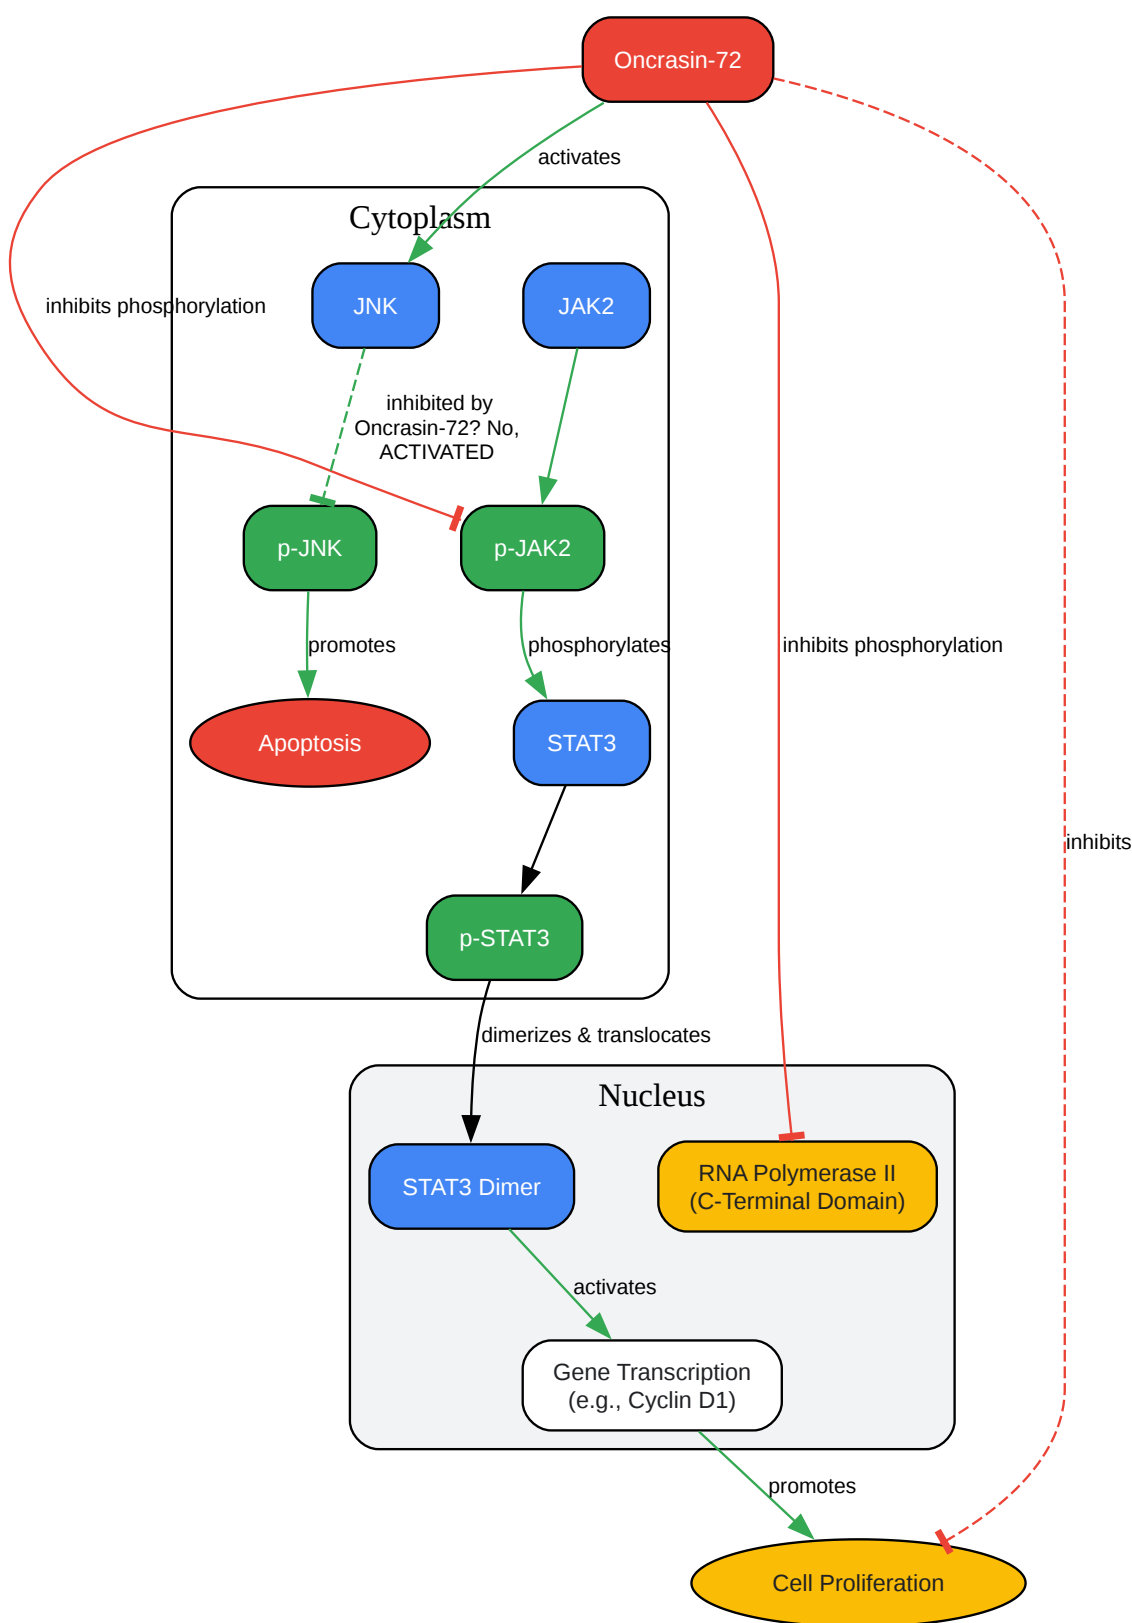 Oncrasin-72
activates
Cytoplasm
inhibits phosphorylation
JNK
JAK2
inhibited by
Oncrasin-72? No,
ACTIVATED
p-JNK
p-JAK2
promotes
phosphorylates
inhibits phosphorylation
Apoptosis
STAT3
inhibits
p-STAT3
dimerizes & translocates
Nucleus
STAT3 Dimer
RNA Polymerase II
(C-Terminal Domain)
activates
Gene Transcription
(e.g., Cyclin D1)
promotes
Cell Proliferation